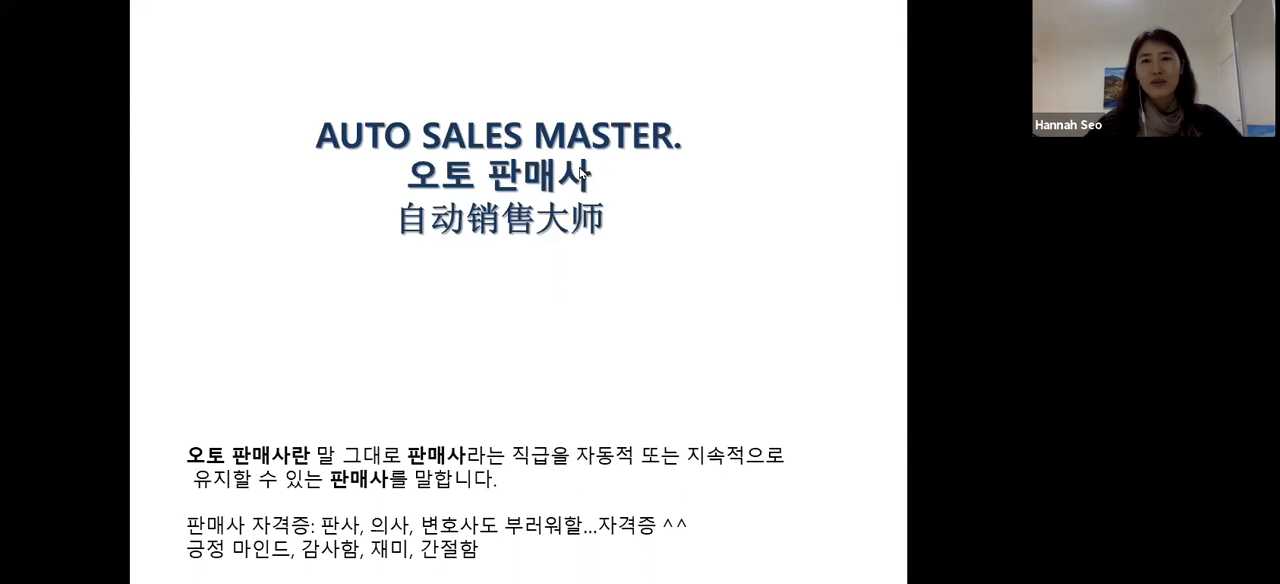 AUTO SALES MASTER.
오토 판매사
自动销售大师
Hannah Seo
오토 판매사란 말 그대로 판매사라는 직급을 자동적 또는 지속적으로
유지할 수 있는 판매사를 말합니다.
판매사 자격증: 판사, 의사, 변호사도 부러워할...자격증 ^^
긍정 마인드, 감사함, 재미, 간절함